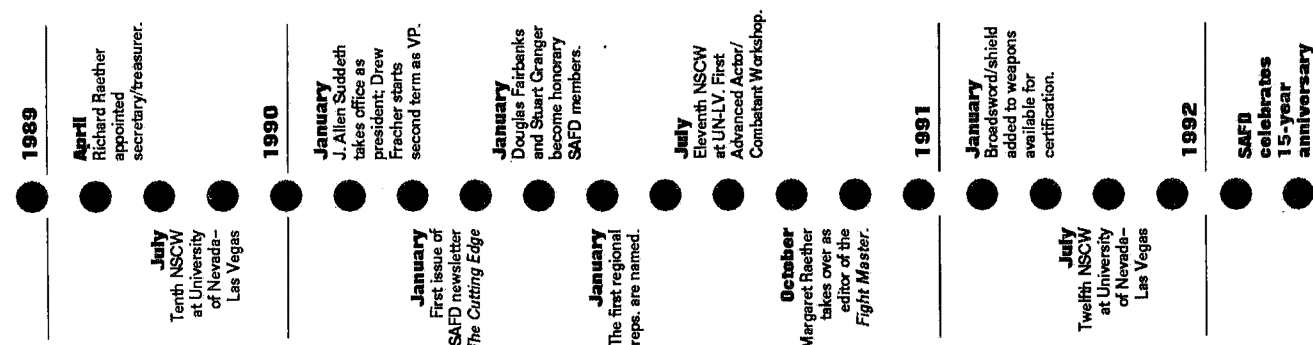 1989
April
Richard Raether
appointed
secretary/treasurer.
July
Tenth NSCW
at University
of Nevada–
Las Vegas
1990
January
J. Allen Suddeth
takes office as
president; Drew
Fracher starts
second term as VP.
January
First issue of
SAFD newsletter
The Cutting Edge
January
Douglas Fairbanks
and Stuart Granger
become honorary
SAFD members.
January
The first regional
reps. are named.
July
Eleventh NSCW
at UN-LV. First
Advanced Actor/
Combatant Workshop.
October
Margaret Raether
takes over as
editor of the
Fight Master.
1991
January
Broadsword/shield
added to weapons
available for
certification.
July
Twelfth NSCW
at University
of Nevada–
Las Vegas
1992
SAFD
celebrates
15-year
anniversary